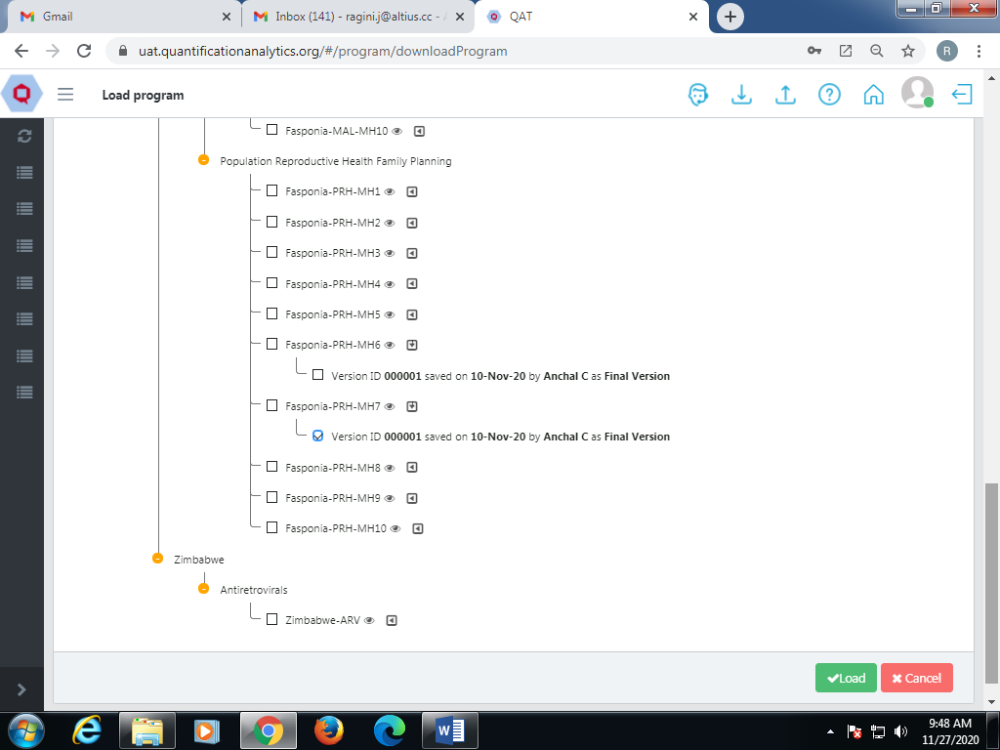 Gmail
Inbox (141) - ragini.j@altius.cc -
QAT
uat.quantificationanalytics.org/#/program/downloadProgram
R
Load program
Fasponia-MAL-MH10
Population Reproductive Health Family Planning
Fasponia-PRH-MH1
Fasponia-PRH-MH2
Fasponia-PRH-MH3
Fasponia-PRH-MH4
Fasponia-PRH-MH5
Fasponia-PRH-MH6
Version ID 000001 saved on 10-Nov-20 by Anchal C as Final Version
Fasponia-PRH-MH7
Version ID 000001 saved on 10-Nov-20 by Anchal C as Final Version
Fasponia-PRH-MH8
Fasponia-PRH-MH9
Fasponia-PRH-MH10
Zimbabwe
Antiretrovirals
Zimbabwe-ARV
Load Cancel
9:48 AM
11/27/2020